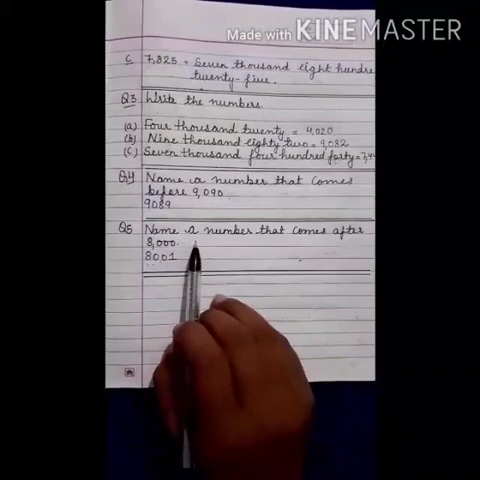 Made with KINEMASTER
C 7,825 = Seven thousand eight hundre
twenty-five.
Q3 Write the numbers.
(a) Four thousand twenty = 4,020
(b) Nine thousand eighty two = 9,082
(c) Seven thousand four hundred forty = 7,4
Q4 Name a number that comes
before 9,090
9089
Q5 Name a number that comes after
8,000.
8001